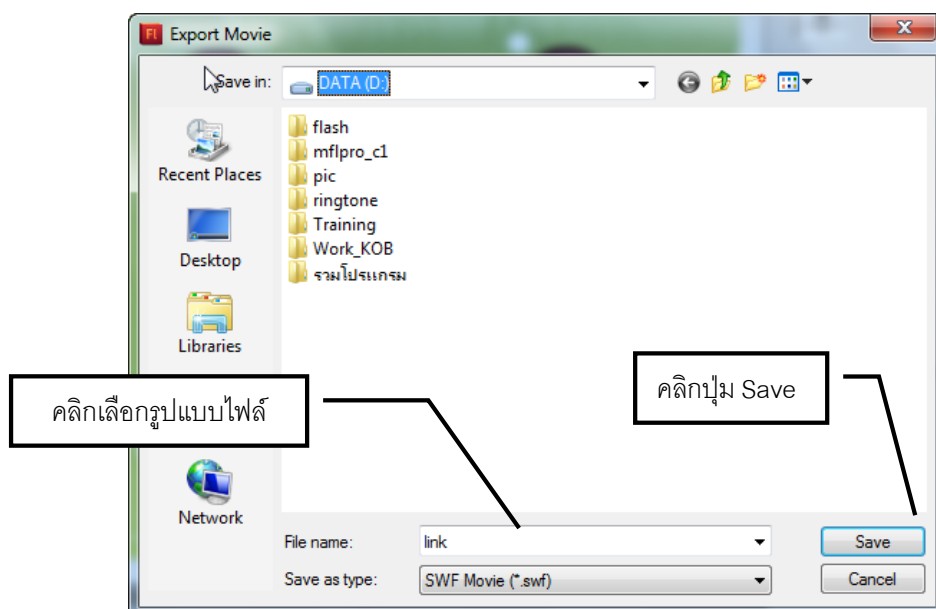 FL Export Movie
Save in:
DATA (D:)
flash
mflpro_c1
pic
ringtone
Training
Work_KOB
รวมโปรแกรม
Recent Places
Desktop
Libraries
Network
คลิกเลือกรูปแบบไฟล์
คลิกปุ่ม Save
File name:
link
Save
Save as type:
SWF Movie (*.swf)
Cancel